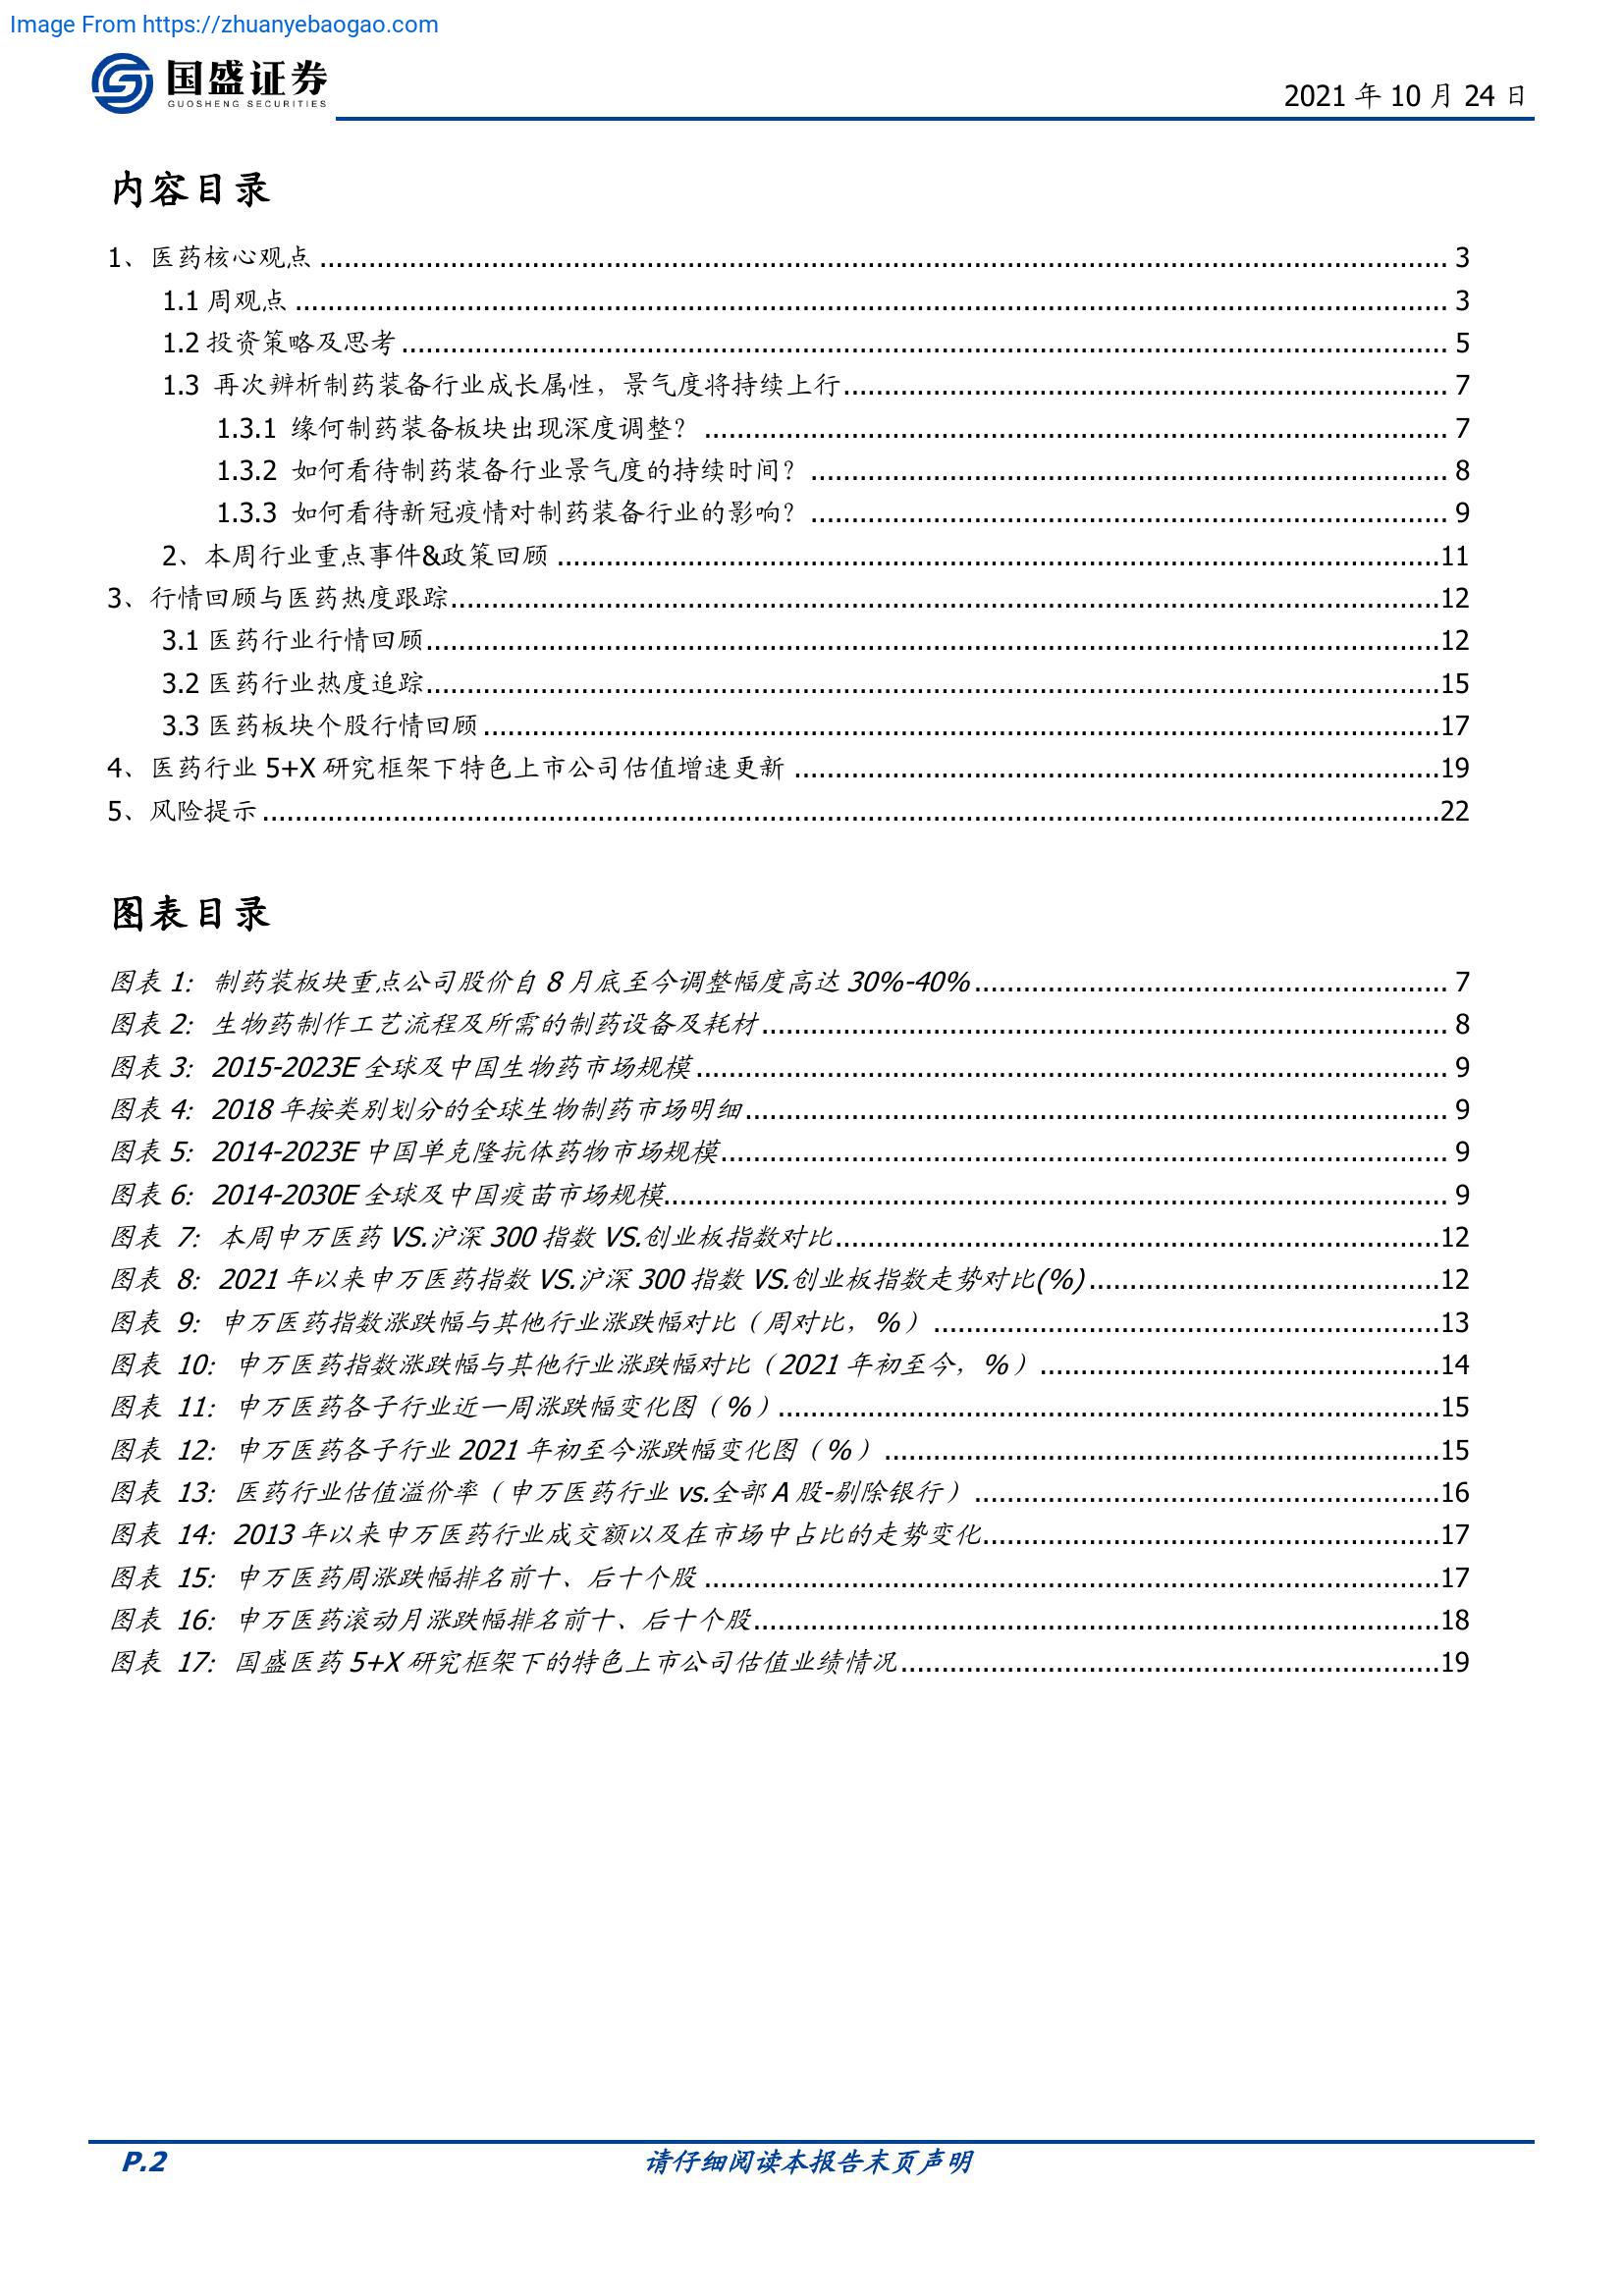 Image From https://zhuanyebaogao.com
国盛证券
GUOSHENG SECURITIES
2021 年 10 月 24 日
内容目录
1、医药核心观点 ........ 3
1.1 周观点 ........ 3
1.2 投资策略及思考 ........ 5
1.3 再次辨析制药装备行业成长属性，景气度将持续上行 ........ 7
1.3.1 缘何制药装备板块出现深度调整？ ........ 7
1.3.2 如何看待制药装备行业景气度的持续时间？ ........ 8
1.3.3 如何看待新冠疫情对制药装备行业的影响？ ........ 9
2、本周行业重点事件&政策回顾 ........ 11
3、行情回顾与医药热度跟踪 ........ 12
3.1 医药行业行情回顾 ........ 12
3.2 医药行业热度追踪 ........ 15
3.3 医药板块个股行情回顾 ........ 17
4、医药行业 5+X 研究框架下特色上市公司估值增速更新 ........ 19
5、风险提示 ........ 22
图表目录
图表 1： 制药装板块重点公司股价自 8 月底至今调整幅度高达 30%-40% ........ 7
图表 2： 生物药制作工艺流程及所需的制药设备及耗材 ........ 8
图表 3： 2015-2023E 全球及中国生物药市场规模 ........ 9
图表 4： 2018 年按类别划分的全球生物制药市场明细 ........ 9
图表 5： 2014-2023E 中国单克隆抗体药物市场规模 ........ 9
图表 6： 2014-2030E 全球及中国疫苗市场规模 ........ 9
图表 7： 本周申万医药 VS.沪深 300 指数 VS.创业板指数对比 ........ 12
图表 8： 2021 年以来申万医药指数 VS.沪深 300 指数 VS.创业板指数走势对比(%) ........ 12
图表 9： 申万医药指数涨跌幅与其他行业涨跌幅对比（周对比，%） ........ 13
图表 10： 申万医药指数涨跌幅与其他行业涨跌幅对比（2021 年初至今，%） ........ 14
图表 11： 申万医药各子行业近一周涨跌幅变化图（%） ........ 15
图表 12： 申万医药各子行业 2021 年初至今涨跌幅变化图（%） ........ 15
图表 13： 医药行业估值溢价率（申万医药行业 vs.全部 A 股-剔除银行） ........ 16
图表 14： 2013 年以来申万医药行业成交额以及在市场中占比的走势变化 ........ 17
图表 15： 申万医药周涨跌幅排名前十、后十个股 ........ 17
图表 16： 申万医药滚动月涨跌幅排名前十、后十个股 ........ 18
图表 17： 国盛医药 5+X 研究框架下的特色上市公司估值业绩情况 ........ 19
P.2 请仔细阅读本报告末页声明